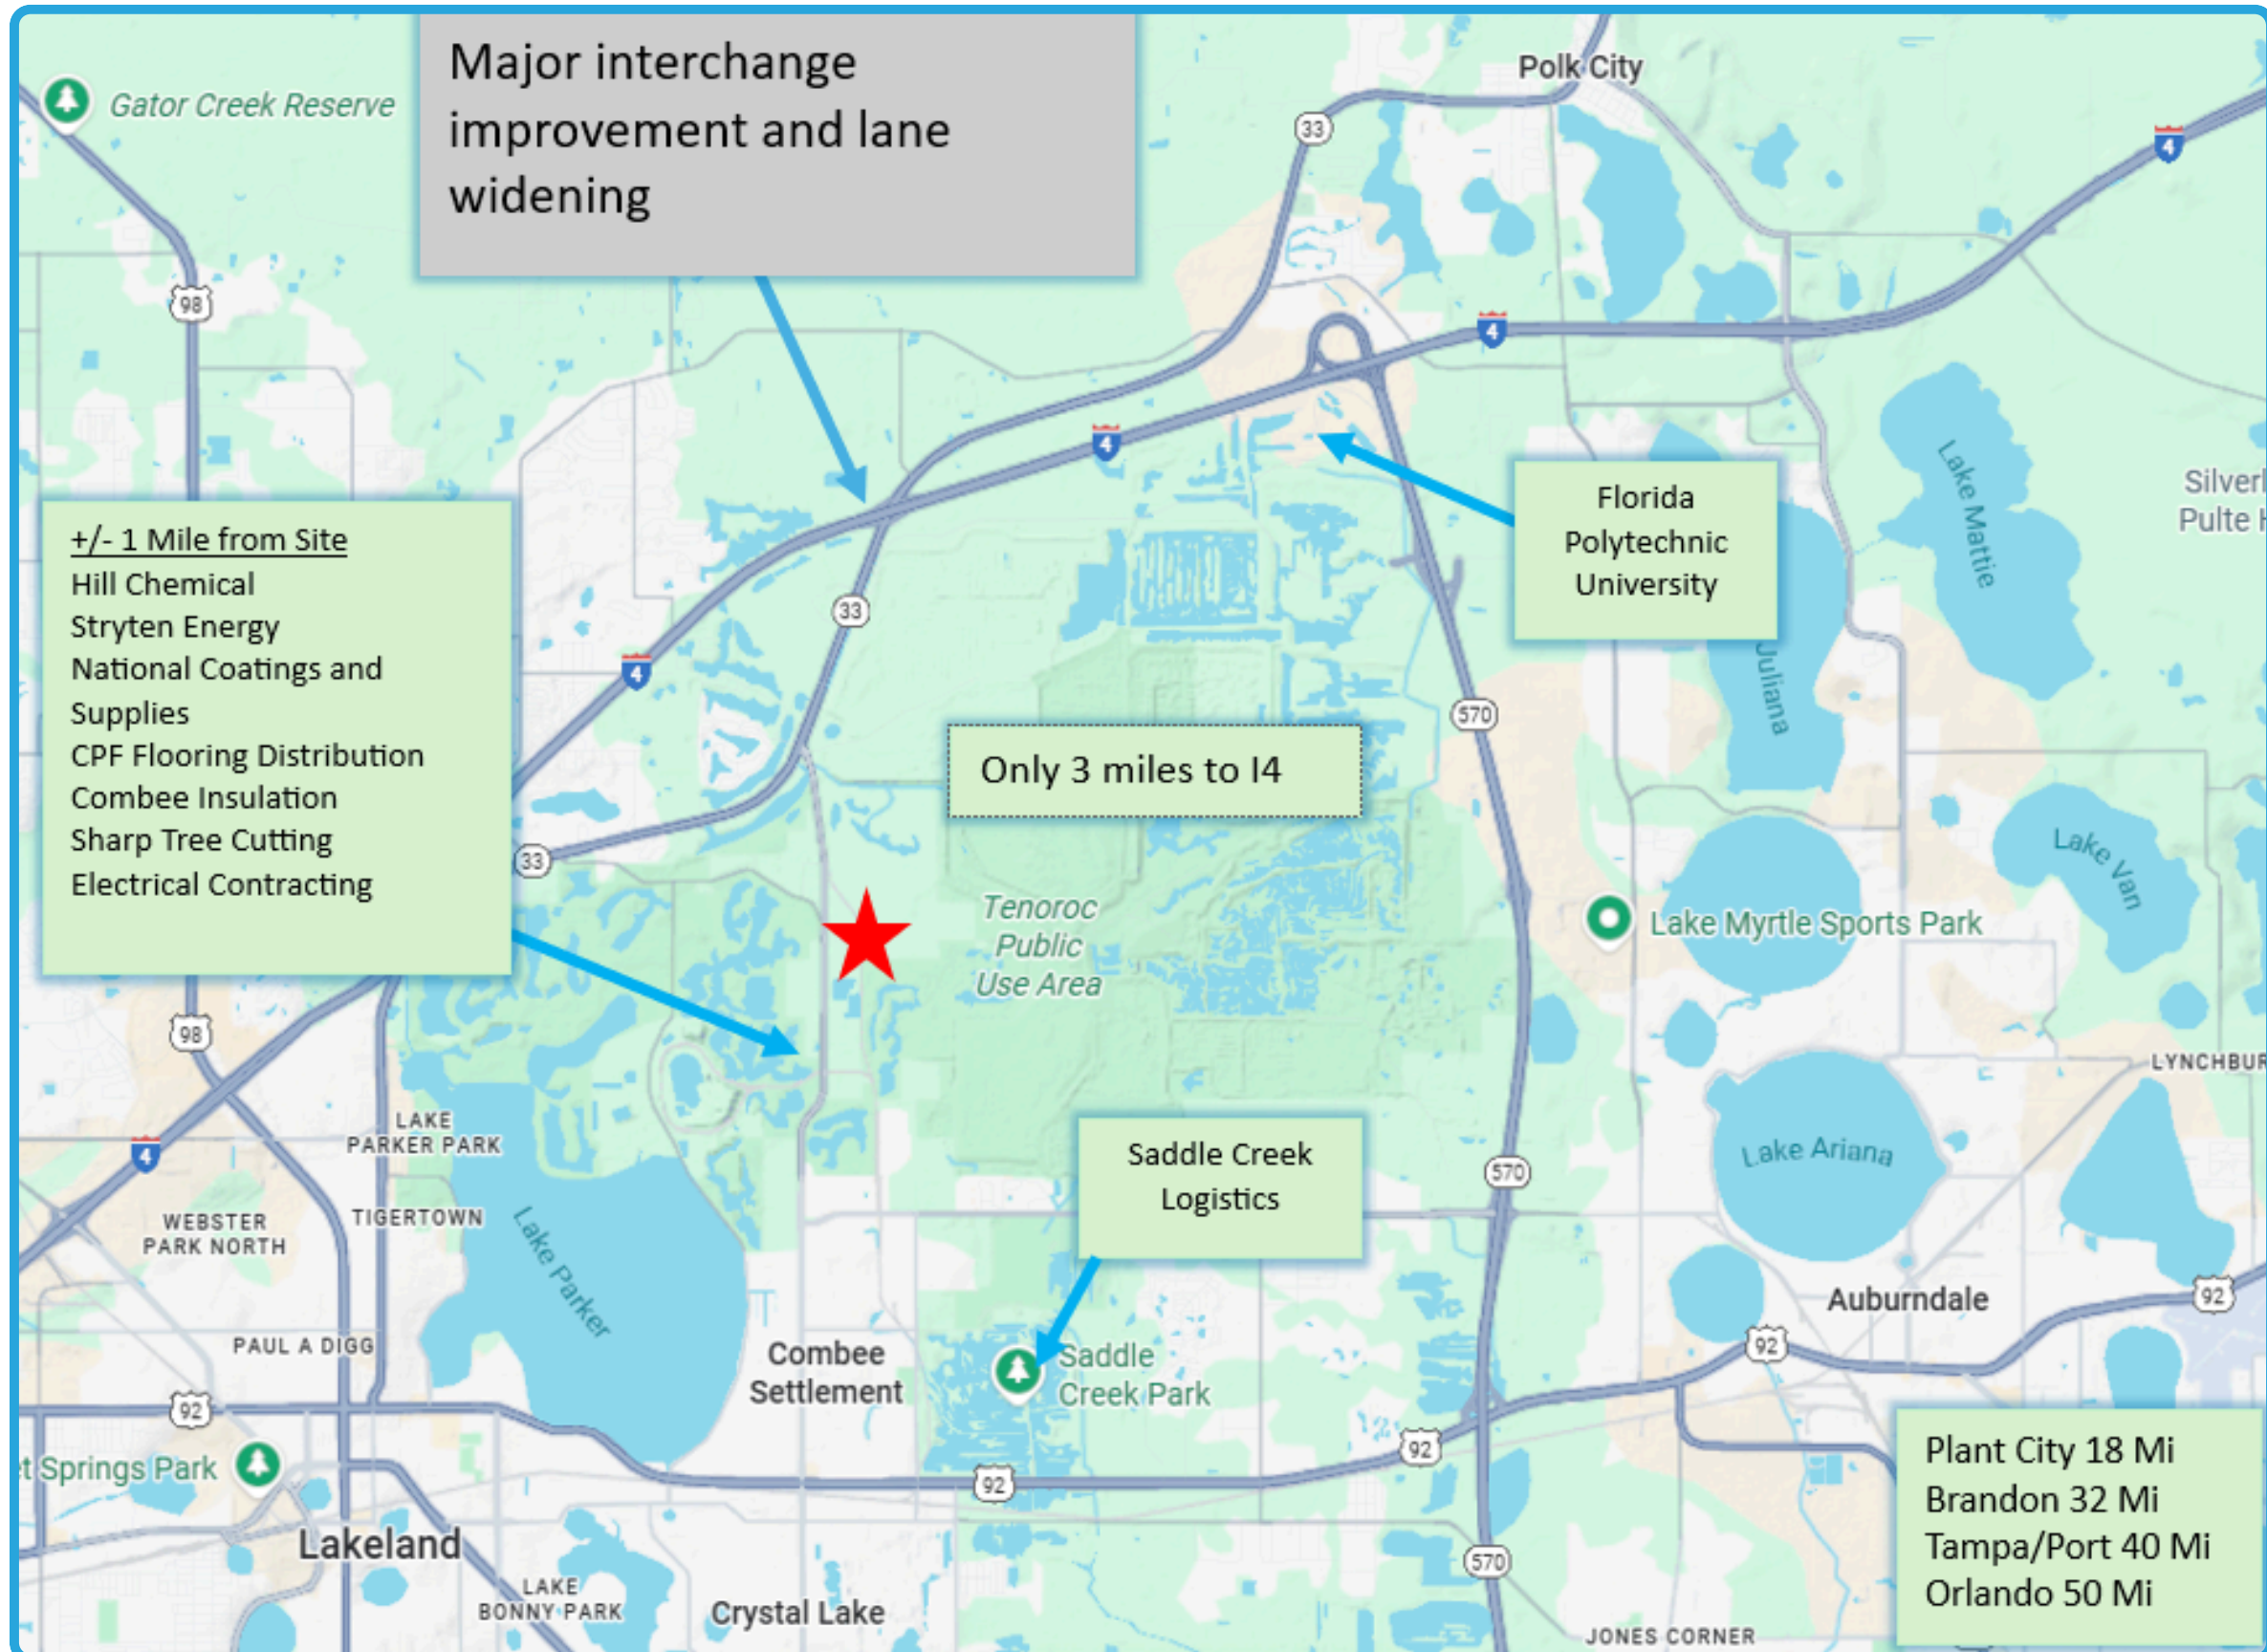 Major interchange
improvement and lane
widening
Polk City
Gator Creek Reserve
33
4
98
4
4
Florida
Polytechnic
University
Lake Mattie
Silverl
Pulte H
+/- 1 Mile from Site
Hill Chemical
Stryten Energy
National Coatings and
Supplies
CPF Flooring Distribution
Combee Insulation
Sharp Tree Cutting
Electrical Contracting
33
4
Juliana
570
Only 3 miles to I4
33
Lake Van
Tenoroc
Public
Use Area
Lake Myrtle Sports Park
98
LYNCHBUR
LAKE
PARKER PARK
4
Saddle Creek
Logistics
Lake Ariana
570
WEBSTER
PARK NORTH
TIGERTOWN
Lake Parker
Auburndale
92
PAUL A DIGG
Combee
Settlement
Saddle
Creek Park
92
92
92
92
t Springs Park
Plant City 18 Mi
Brandon 32 Mi
Tampa/Port 40 Mi
Orlando 50 Mi
Lakeland
570
LAKE
BONNY PARK
Crystal Lake
JONES CORNER